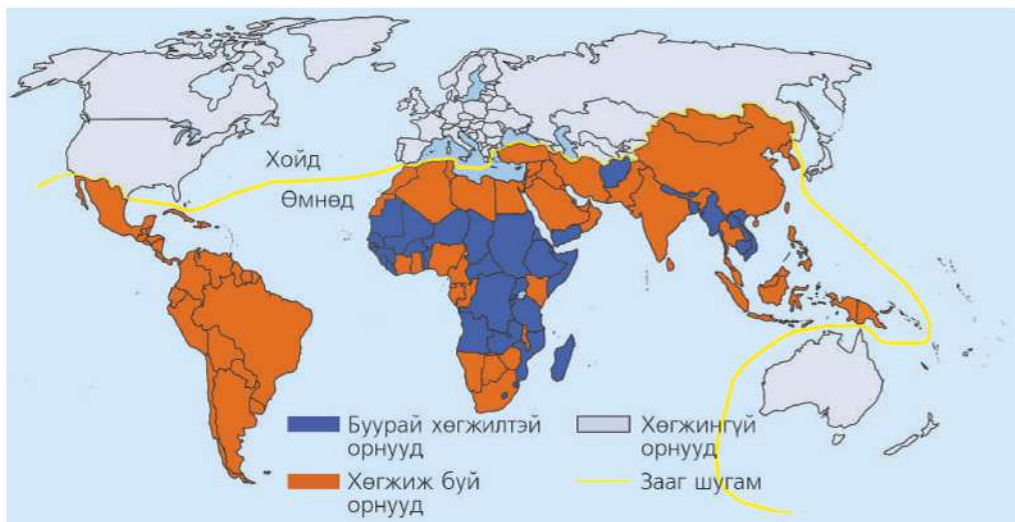 Хойд
Өмнөд
Буурай хөгжилтэй
орнууд
Хөгжиж буй
орнууд
Хөгжингүй
орнууд
Зааг шугам